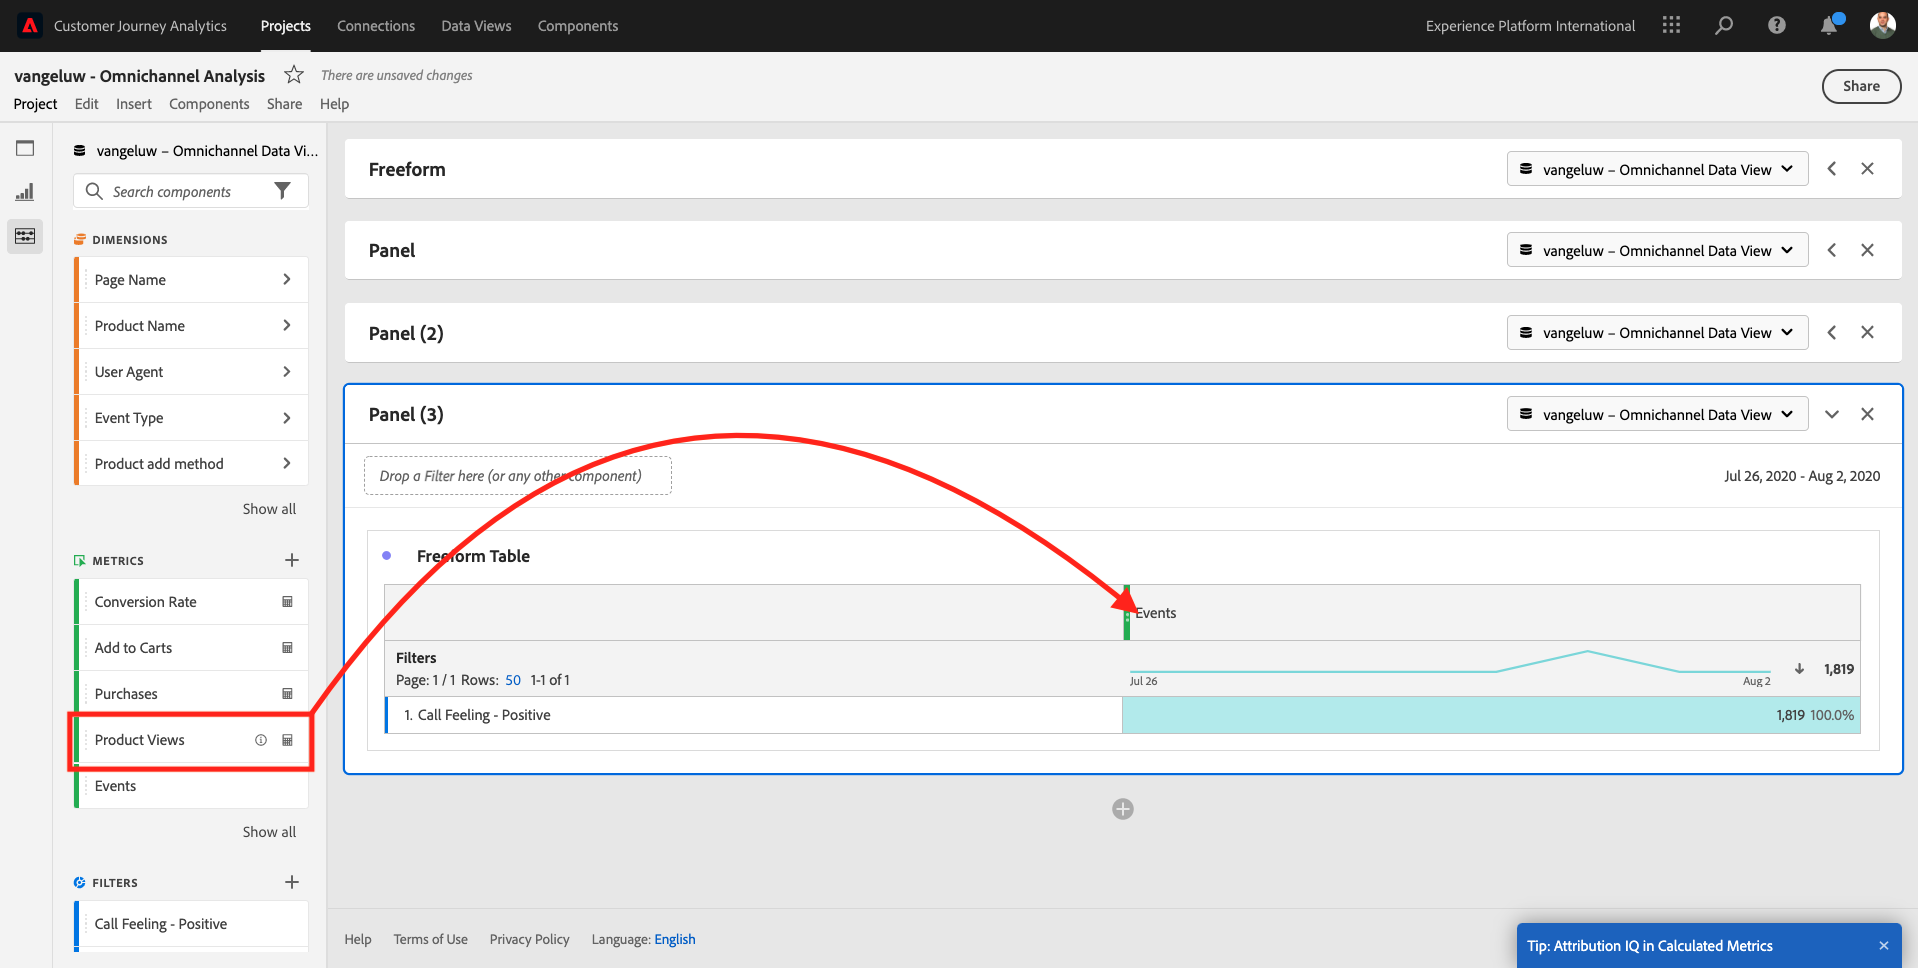 Customer Journey Analytics Projects Connections Data Views Components Experience Platform International
vangeluw - Omnichannel Analysis There are unsaved changes
Project Edit Insert Components Share Help
Share
vangeluw – Omnichannel Data Vi...
Search components
DIMENSIONS
Page Name
Product Name
User Agent
Event Type
Product add method
Show all
METRICS
Conversion Rate
Add to Carts
Purchases
Product Views
Events
Show all
FILTERS
Call Feeling - Positive
Freeform vangeluw – Omnichannel Data View
Panel vangeluw – Omnichannel Data View
Panel (2) vangeluw – Omnichannel Data View
Panel (3) vangeluw – Omnichannel Data View
Drop a Filter here (or any other component) Jul 26, 2020 - Aug 2, 2020
Freeform Table
Events
Filters
Page: 1 / 1 Rows: 50 1-1 of 1
Jul 26 Aug 2 1,819
1. Call Feeling - Positive 1,819 100.0%
Help Terms of Use Privacy Policy Language: English
Tip: Attribution IQ in Calculated Metrics